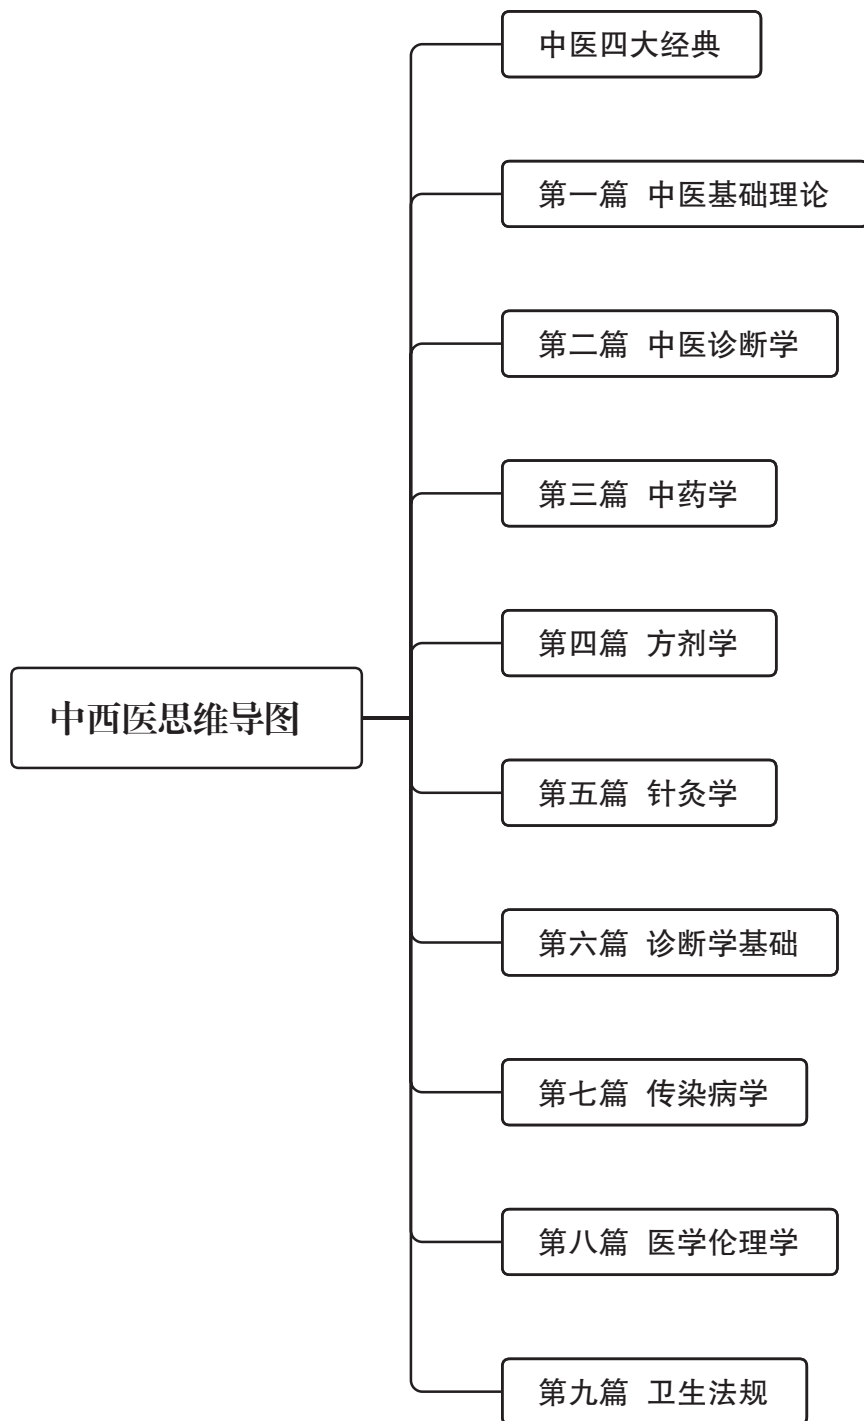 中医四大经典
第一篇 中医基础理论
第二篇 中医诊断学
第三篇 中药学
第四篇 方剂学
中西医思维导图
第五篇 针灸学
第六篇 诊断学基础
第七篇 传染病学
第八篇 医学伦理学
第九篇 卫生法规